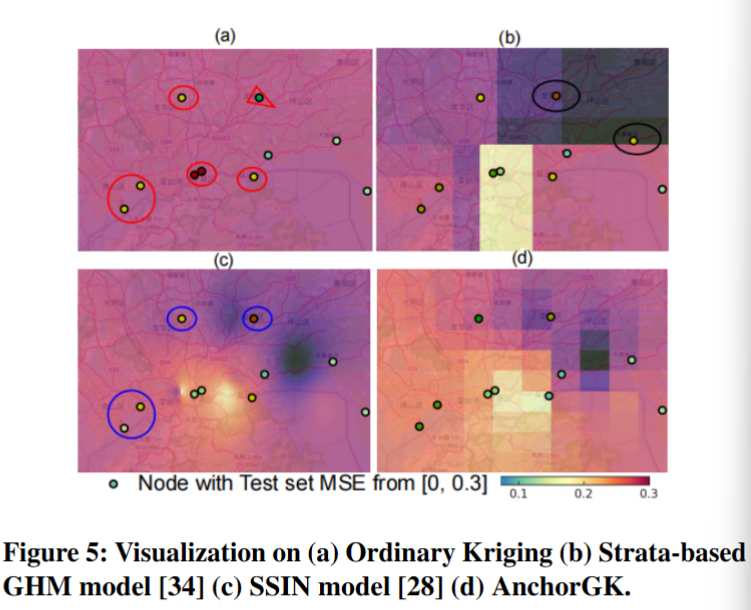 (a)
(b)
(c)
(d)
Node with Test set MSE from [0, 0.3]
0.1 0.2 0.3
Figure 5: Visualization on (a) Ordinary Kriging (b) Strata-based
GHM model [34] (c) SSIN model [28] (d) AnchorGK.